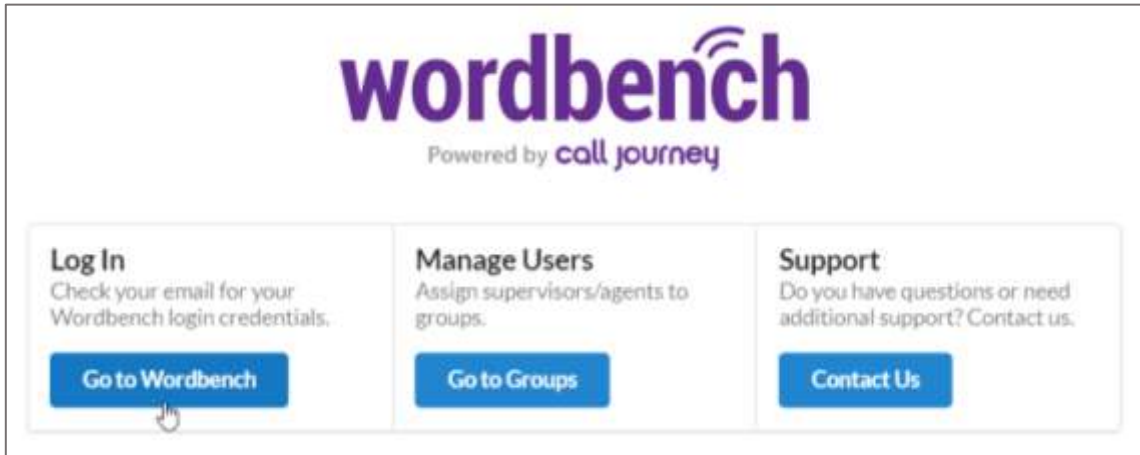 wordbench
Powered by call journey
Log In
Check your email for your
Wordbench login credentials.
Go to Wordbench
Manage Users
Assign supervisors/agents to
groups.
Go to Groups
Support
Do you have questions or need
additional support? Contact us.
Contact Us